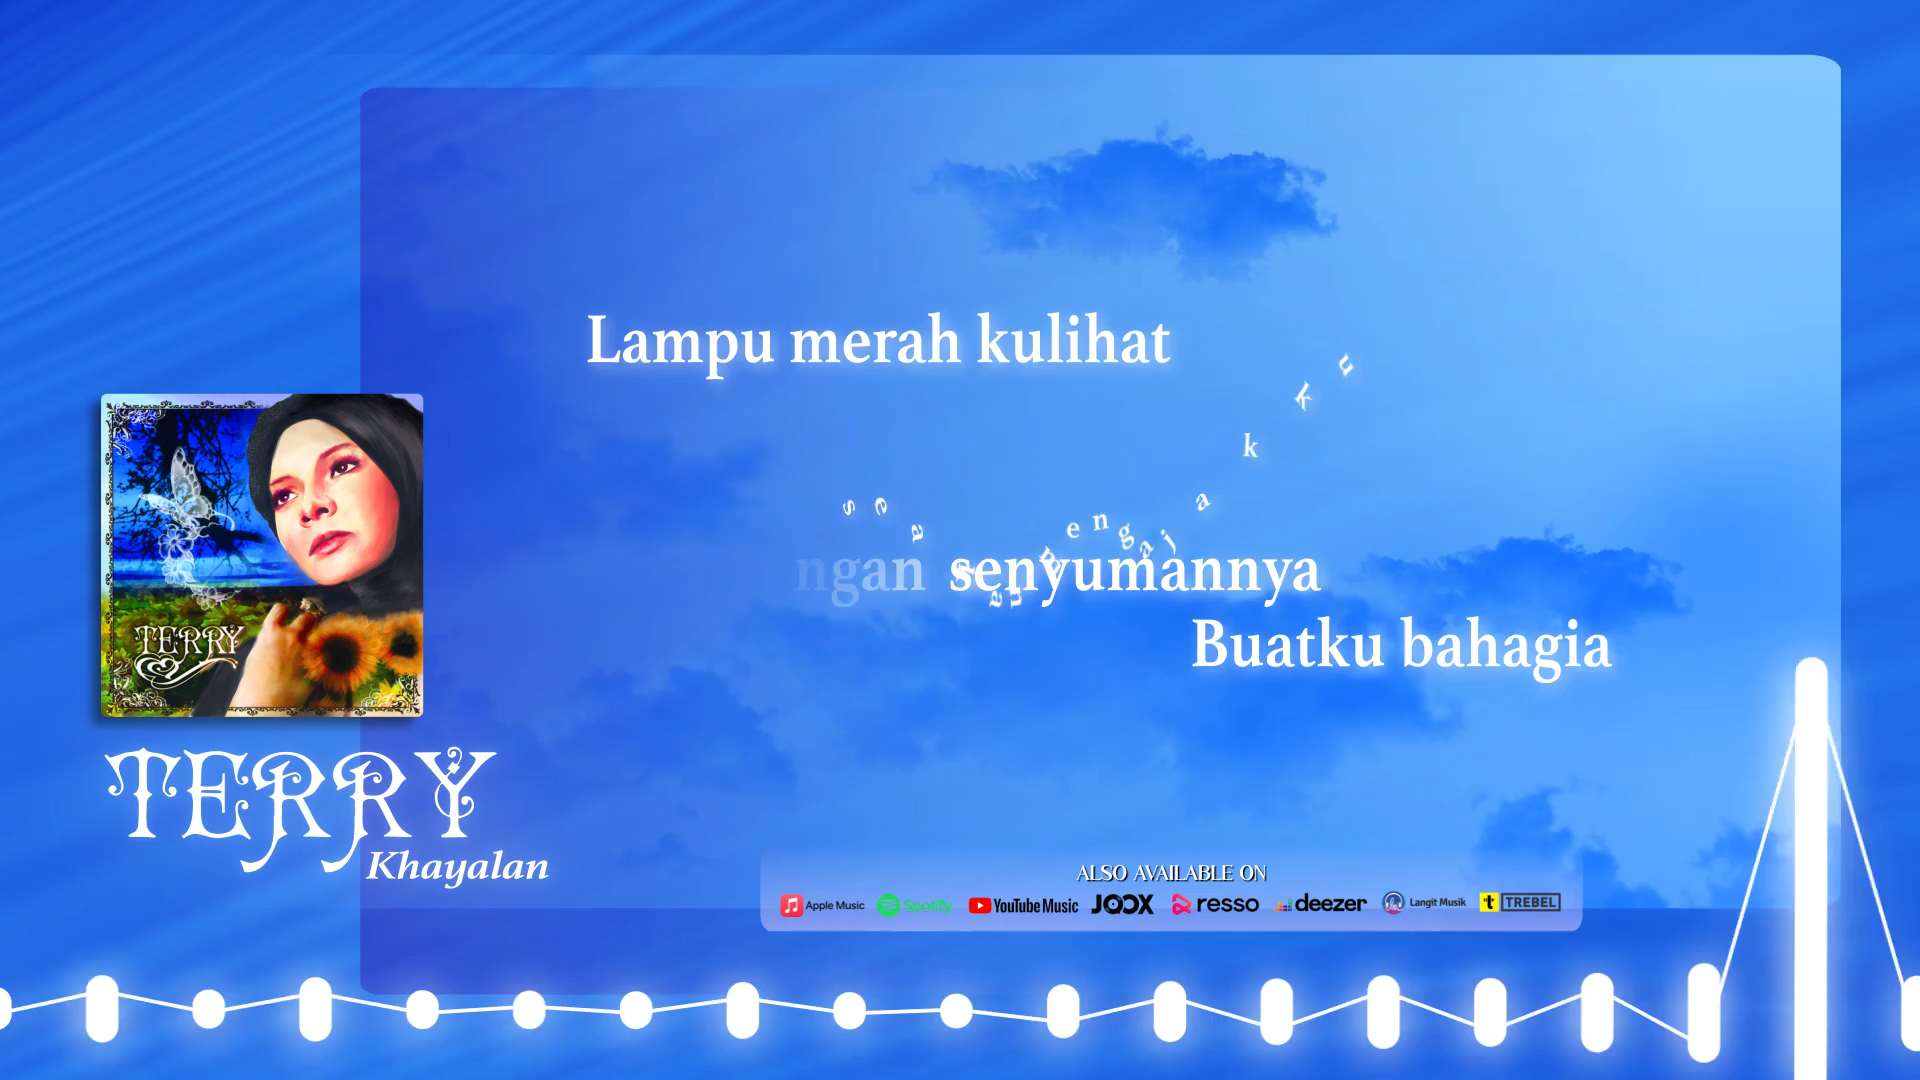 Lampu merah kulihat
ngan senyumannya
Buatku bahagia
TERRY
TERRY
Khayalan
ALSO AVAILABLE ON
Apple Music Spotify YouTube Music JOOX resso deezer Langit Musik t TREBEL